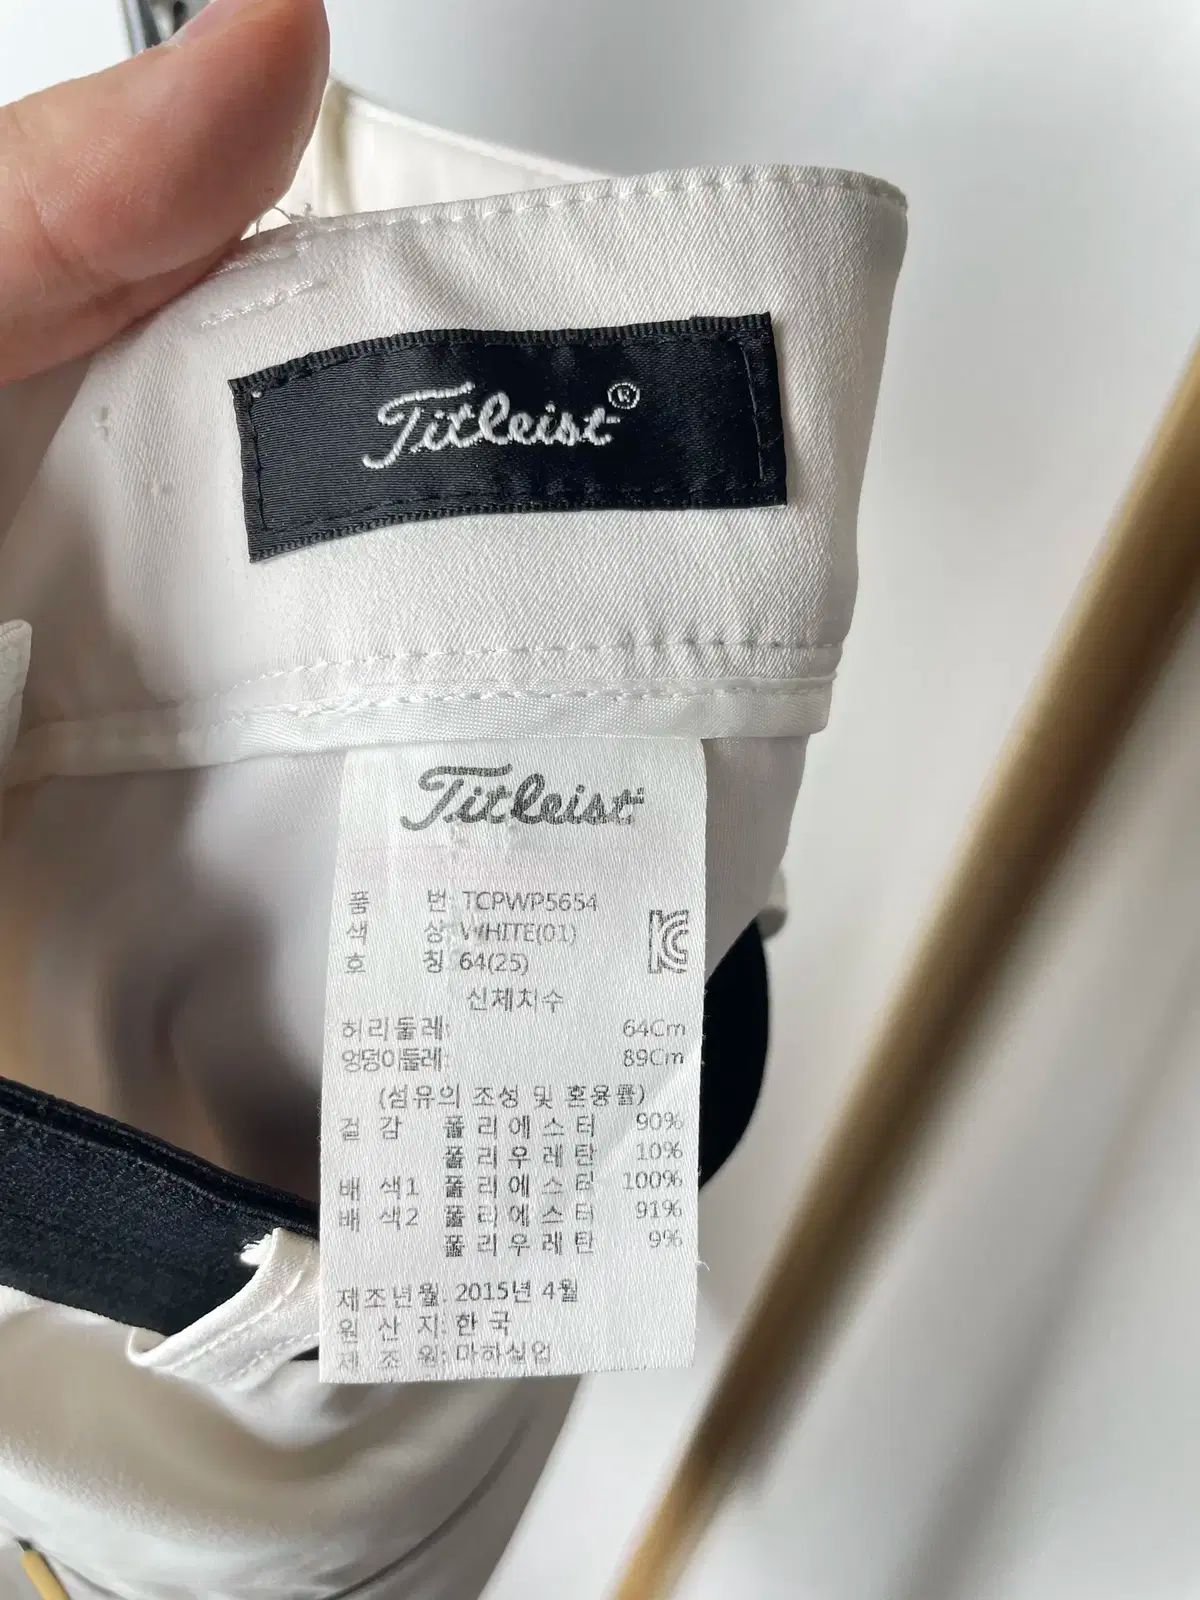 Titleist®
Titleist
품 번: TCPWP5654
색 상: WHITE(01)
호 칭: 64(25)
신체치수
허리둘레: 64Cm
엉덩이둘레: 89Cm
(섬유의 조성 및 혼용률)
겉 감 폴리에스터 90%
폴리우레탄 10%
배 색1 폴리에스터 100%
배 색2 폴리에스터 91%
폴리우레탄 9%
제조년월: 2015년 4월
원 산 지: 한 국
제 조 원: 마하실업